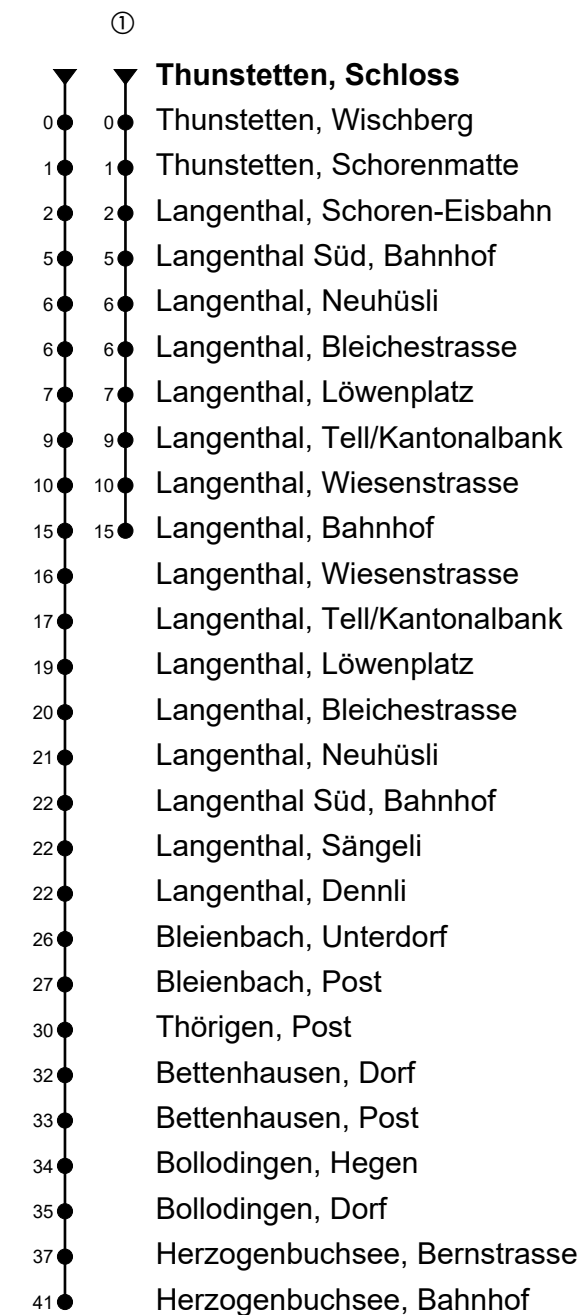 ①
Thunstetten, Schloss
0 0 Thunstetten, Wischberg
1 1 Thunstetten, Schorenmatte
2 2 Langenthal, Schoren-Eisbahn
5 5 Langenthal Süd, Bahnhof
6 6 Langenthal, Neuhüsli
6 6 Langenthal, Bleichestrasse
7 7 Langenthal, Löwenplatz
9 9 Langenthal, Tell/Kantonalbank
10 10 Langenthal, Wiesenstrasse
15 15 Langenthal, Bahnhof
16 Langenthal, Wiesenstrasse
17 Langenthal, Tell/Kantonalbank
19 Langenthal, Löwenplatz
20 Langenthal, Bleichestrasse
21 Langenthal, Neuhüsli
22 Langenthal Süd, Bahnhof
22 Langenthal, Sängeli
22 Langenthal, Dennli
26 Bleienbach, Unterdorf
27 Bleienbach, Post
30 Thörigen, Post
32 Bettenhausen, Dorf
33 Bettenhausen, Post
34 Bollodingen, Hegen
35 Bollodingen, Dorf
37 Herzogenbuchsee, Bernstrasse
41 Herzogenbuchsee, Bahnhof